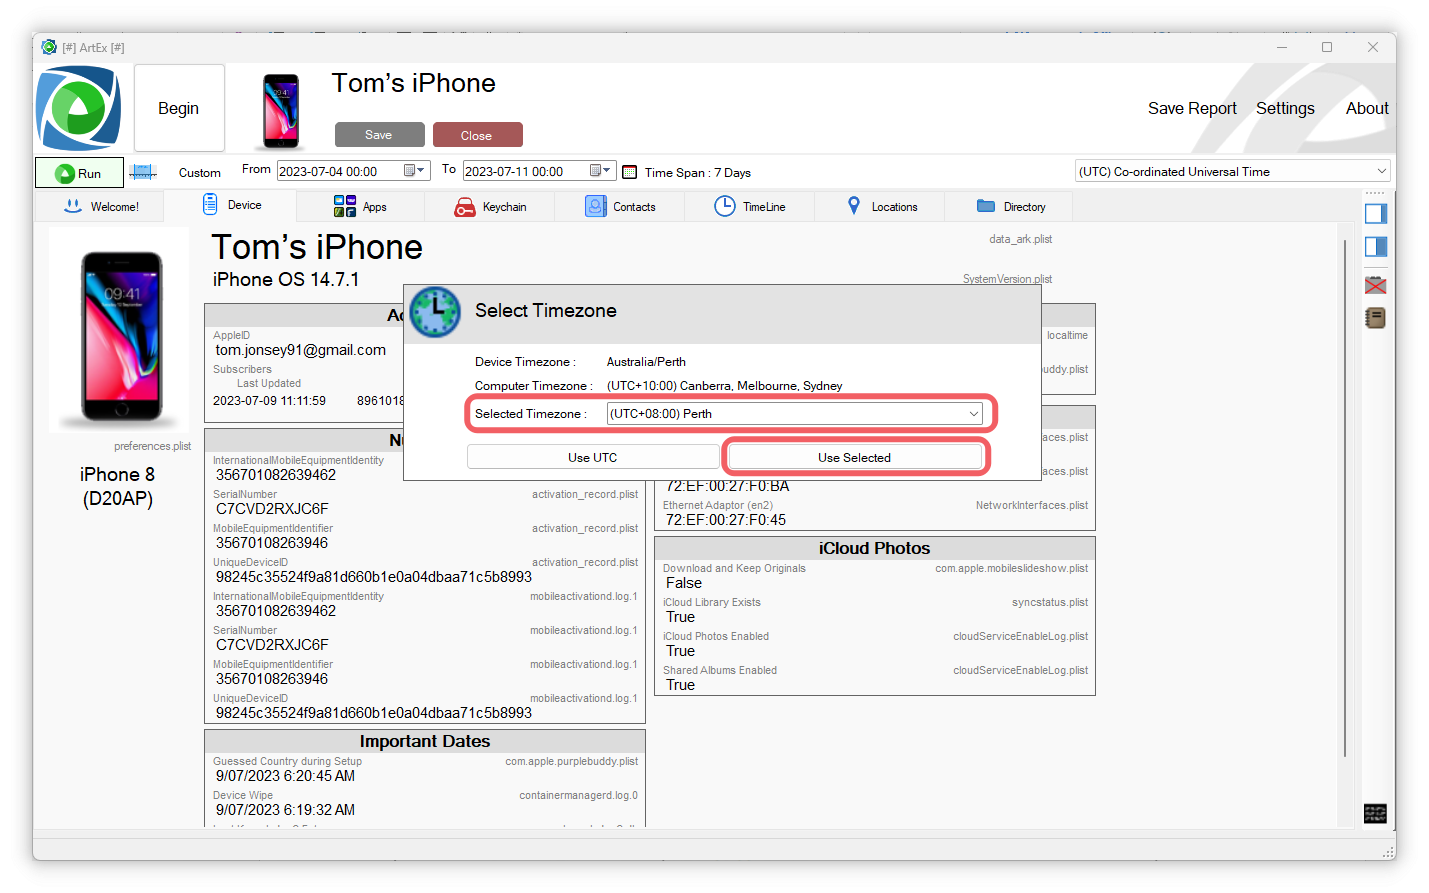 [#] ArtEx [#]
Begin
Tom's iPhone
Save
Close
Save Report
Settings
About
Run
Custom
From
2023-07-04 00:00
To
2023-07-11 00:00
Time Span : 7 Days
(UTC) Co-ordinated Universal Time
Welcome!
Device
Apps
Keychain
Contacts
TimeLine
Locations
Directory
09:41
preferences.plist
iPhone 8
(D20AP)
Tom's iPhone
data_ark.plist
iPhone OS 14.7.1
SystemVersion.plist
AppleID
tom.jonsey91@gmail.com
Subscribers
Last Updated
2023-07-09 11:11:59
8961018
localtime
Select Timezone
Device Timezone :
Australia/Perth
Computer Timezone :
(UTC+10:00) Canberra, Melbourne, Sydney
Selected Timezone :
(UTC+08:00) Perth
Use UTC
Use Selected
InternationalMobileEquipmentIdentity
356701082639462
SerialNumber
activation_record.plist
C7CVD2RXJC6F
MobileEquipmentIdentifier
activation_record.plist
35670108263946
UniqueDeviceID
activation_record.plist
98245c35524f9a81d660b1e0a04dbaa71c5b8993
InternationalMobileEquipmentIdentity
mobileactivationd.log.1
356701082639462
SerialNumber
mobileactivationd.log.1
C7CVD2RXJC6F
MobileEquipmentIdentifier
mobileactivationd.log.1
35670108263946
UniqueDeviceID
mobileactivationd.log.1
98245c35524f9a81d660b1e0a04dbaa71c5b8993
Important Dates
Guessed Country during Setup
com.apple.purplebuddy.plist
9/07/2023 6:20:45 AM
Device Wipe
containermanagerd.log.0
9/07/2023 6:19:32 AM
72:EF:00:27:F0:BA
Ethernet Adaptor (en2)
NetworkInterfaces.plist
72:EF:00:27:F0:45
iCloud Photos
Download and Keep Originals
com.apple.mobileslideshow.plist
False
iCloud Library Exists
syncstatus.plist
True
iCloud Photos Enabled
cloudServiceEnableLog.plist
True
Shared Albums Enabled
cloudServiceEnableLog.plist
True